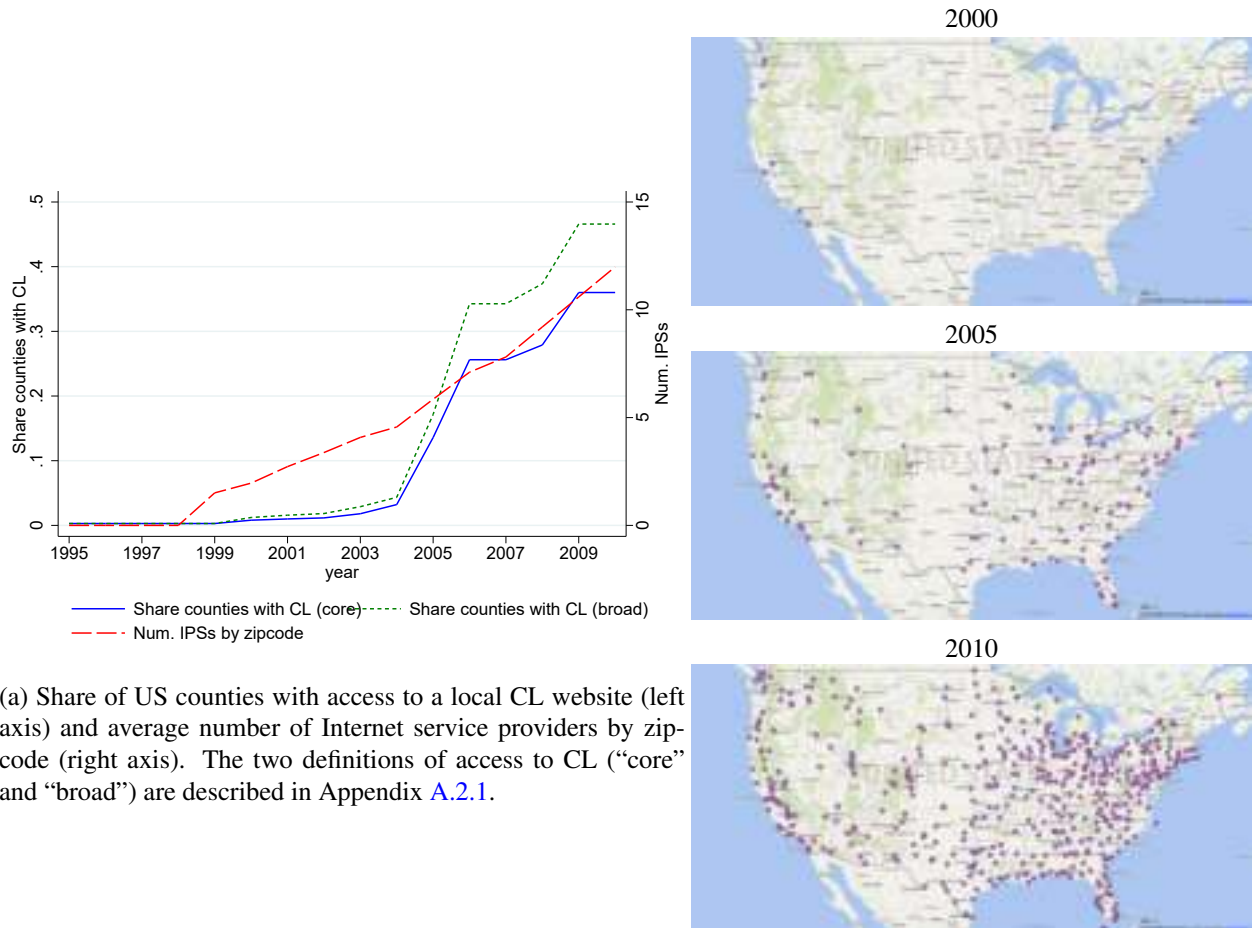 2000
.5
.4
.3
.2
.1
0
Share counties with CL
15
10
5
0
Num. IPSs
1995 1997 1999 2001 2003 2005 2007 2009
year
Share counties with CL (core) Share counties with CL (broad)
Num. IPSs by zipcode
2005
2010
(a) Share of US counties with access to a local CL website (left
axis) and average number of Internet service providers by zip-
code (right axis). The two definitions of access to CL (“core”
and “broad”) are described in Appendix A.2.1.